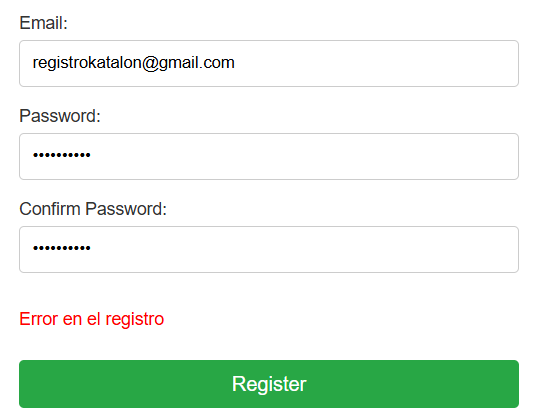 Email:
registrokatalon@gmail.com
Password:
••••••••••
Confirm Password:
••••••••••
Error en el registro
Register